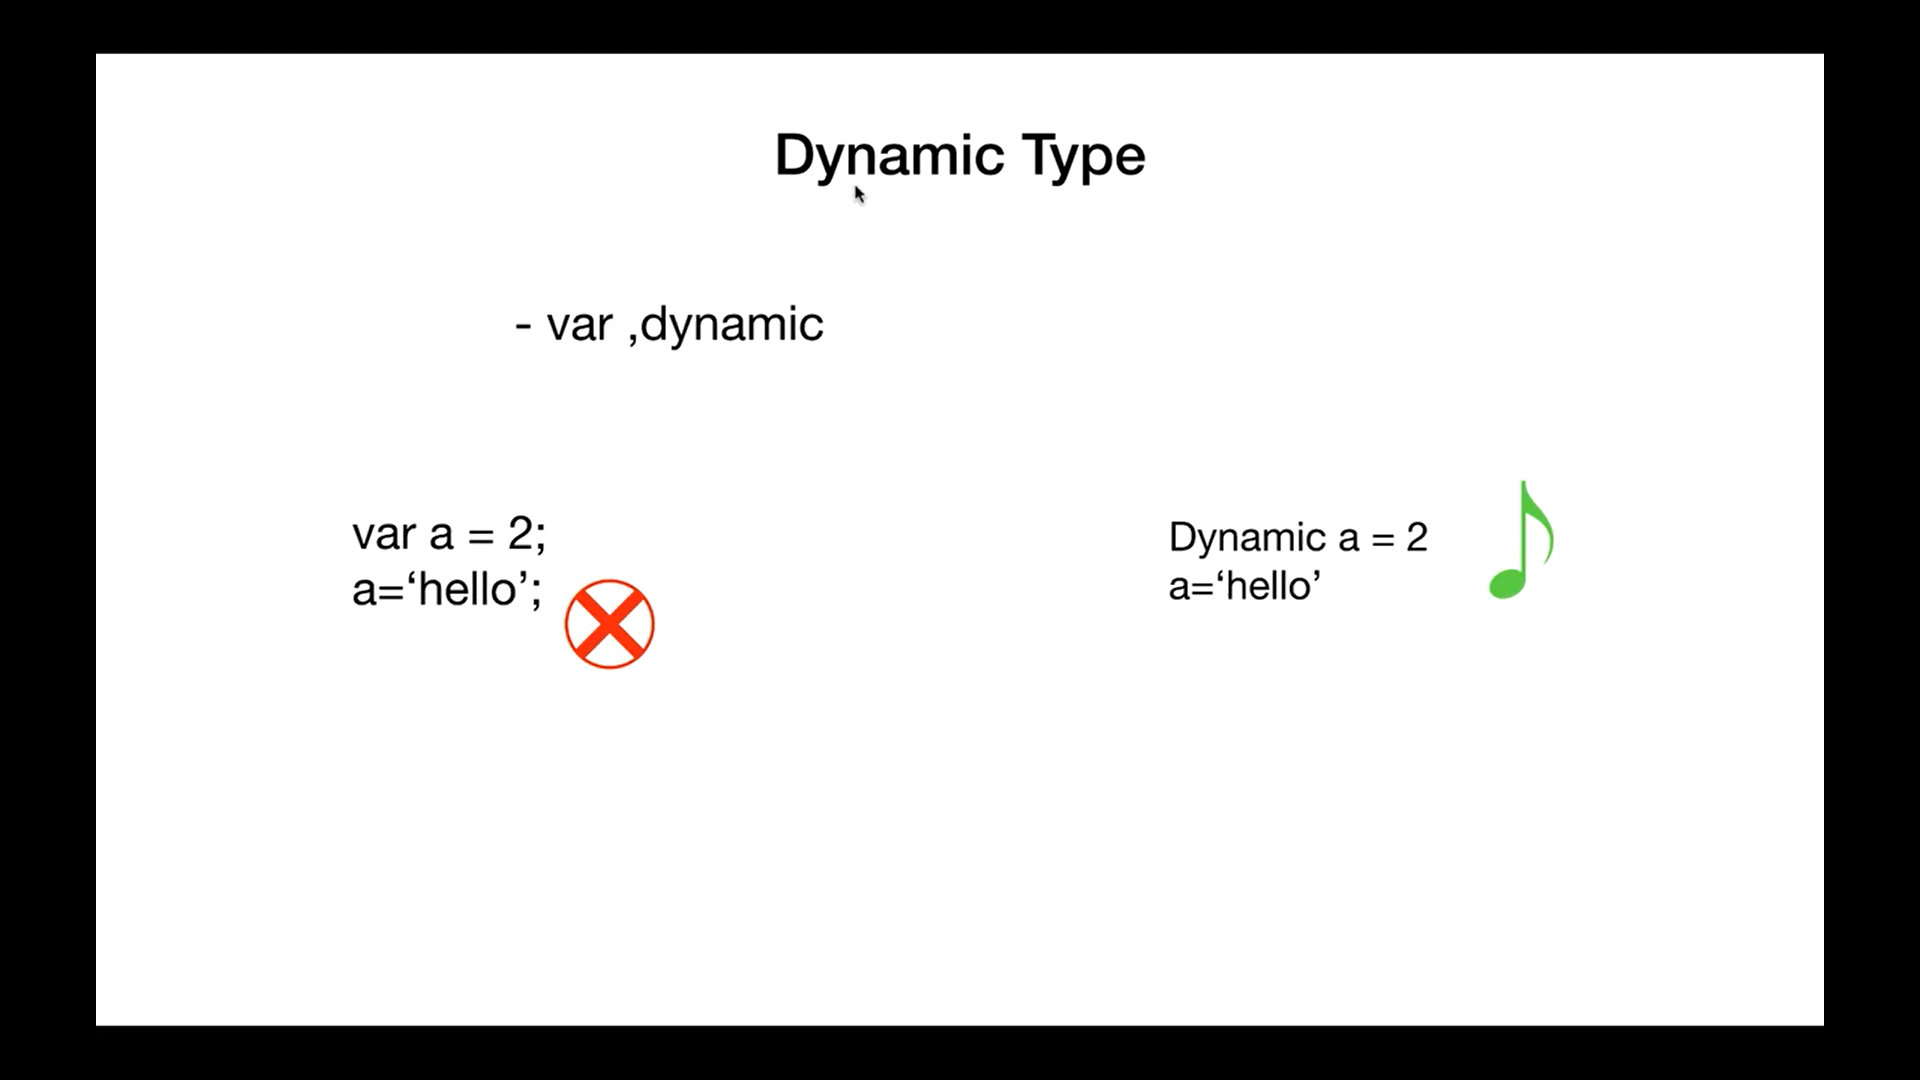 Dynamic Type
- var ,dynamic
var a = 2;
a=‘hello’;
Dynamic a = 2
a=‘hello’